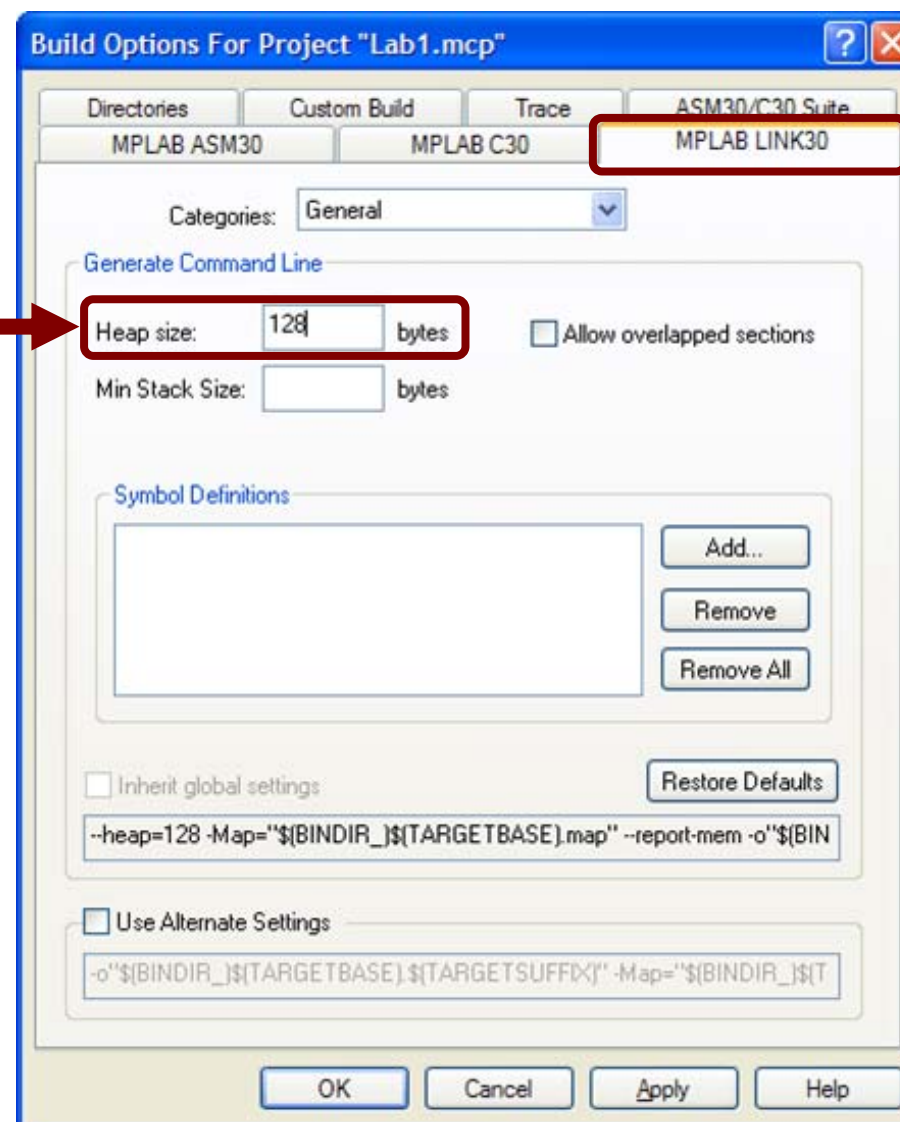 Build Options For Project "Lab1.mcp"
Directories Custom Build Trace ASM30/C30 Suite
MPLAB ASM30 MPLAB C30 MPLAB LINK30
Categories: General
Generate Command Line
Heap size: 128 bytes Allow overlapped sections
Min Stack Size: bytes
Symbol Definitions
Add...
Remove
Remove All
Inherit global settings Restore Defaults
--heap=128 -Map="$(BINDIR_)$(TARGETBASE).map" --report-mem -o"$(BIN
Use Alternate Settings
-o"$(BINDIR_)$(TARGETBASE).$(TARGETSUFFIX)" -Map="$(BINDIR_)$(T
OK Cancel Apply Help